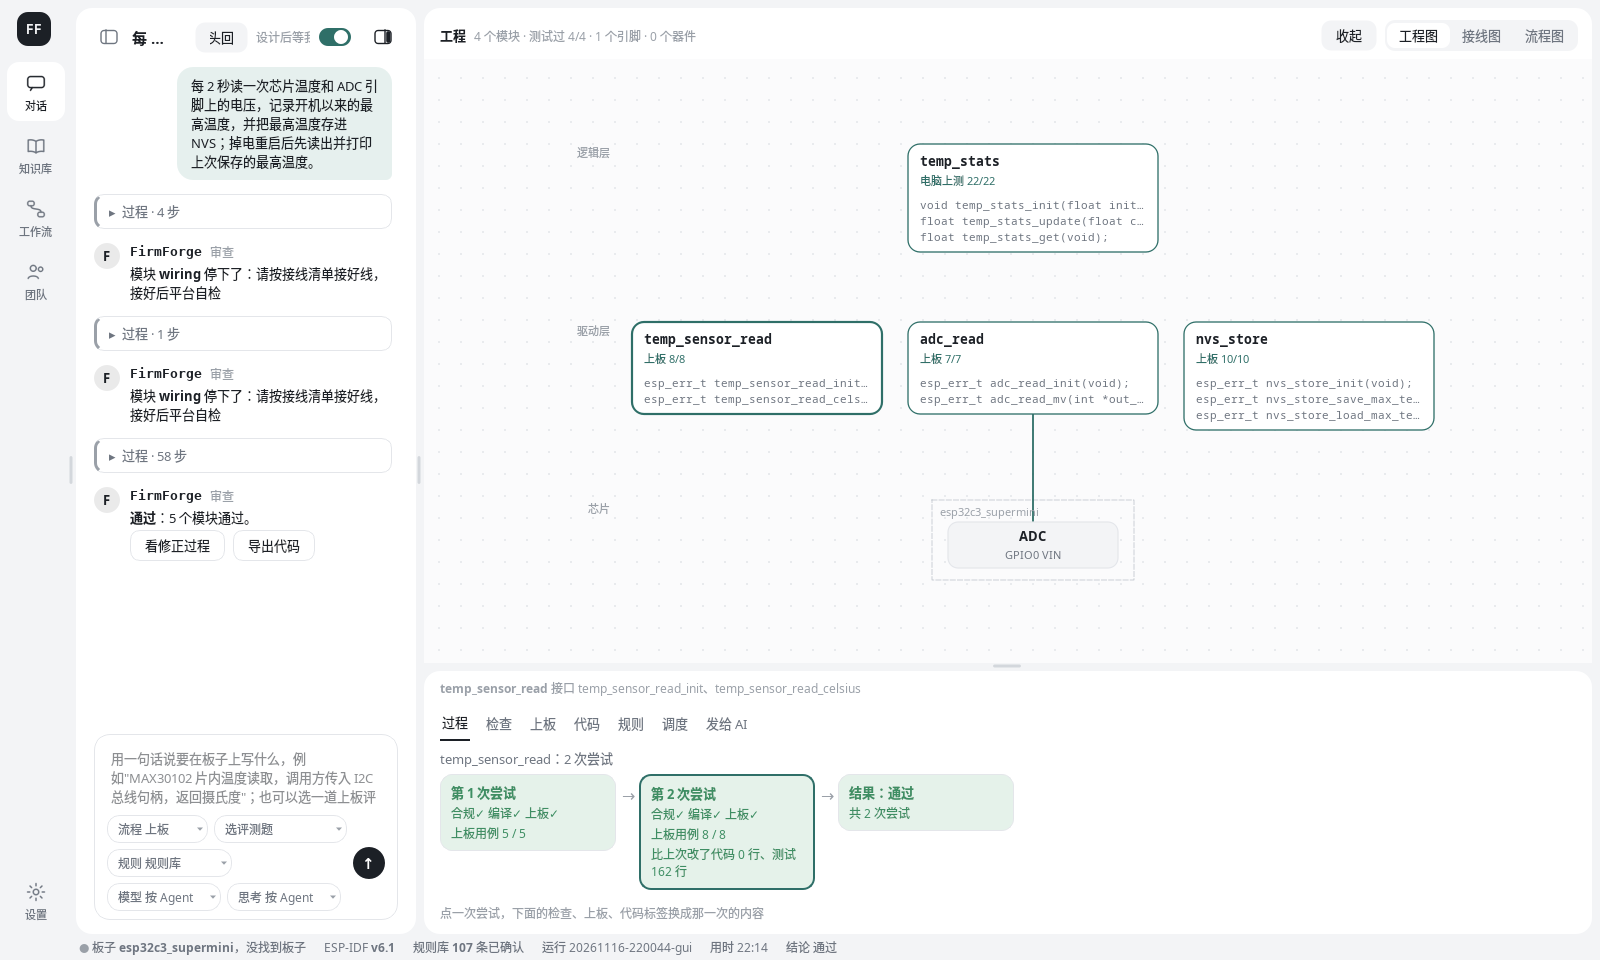 FF
对话
知识库
工作流
团队
设置
每 ...
头回
设计后等我
每 2 秒读一次芯片温度和 ADC 引
脚上的电压，记录开机以来的最
高温度，并把最高温度存进
NVS；掉电重启后先读出并打印
上次保存的最高温度。
▸ 过程 · 4 步
F
FirmForge 审查
模块 wiring 停下了：请按接线清单接好线，
接好后平台自检
▸ 过程 · 1 步
F
FirmForge 审查
模块 wiring 停下了：请按接线清单接好线，
接好后平台自检
▸ 过程 · 58 步
F
FirmForge 审查
通过：5 个模块通过。
看修正过程 导出代码
用一句话说要在板子上写什么，例
如"MAX30102 片内温度读取，调用方传入 I2C
总线句柄，返回摄氏度"；也可以选一道上板评
流程 上板 选评测题
规则 规则库
模型 按 Agent 思考 按 Agent
工程 4 个模块 · 测试过 4/4 · 1 个引脚 · 0 个器件
收起 工程图 接线图 流程图
逻辑层
temp_stats
电脑上测 22/22
void temp_stats_init(float init…
float temp_stats_update(float c…
float temp_stats_get(void);
驱动层
temp_sensor_read
上板 8/8
esp_err_t temp_sensor_read_init…
esp_err_t temp_sensor_read_cels…
adc_read
上板 7/7
esp_err_t adc_read_init(void);
esp_err_t adc_read_mv(int *out_…
nvs_store
上板 10/10
esp_err_t nvs_store_init(void);
esp_err_t nvs_store_save_max_te…
esp_err_t nvs_store_load_max_te…
芯片
esp32c3_supermini
ADC
GPIO0 VIN
temp_sensor_read 接口 temp_sensor_read_init、temp_sensor_read_celsius
过程 检查 上板 代码 规则 调度 发给 AI
temp_sensor_read：2 次尝试
第 1 次尝试
合规✓ 编译✓ 上板✓
上板用例 5 / 5
→
第 2 次尝试
合规✓ 编译✓ 上板✓
上板用例 8 / 8
比上次改了代码 0 行、测试
162 行
→
结果：通过
共 2 次尝试
点一次尝试，下面的检查、上板、代码标签换成那一次的内容
板子 esp32c3_supermini，没找到板子 ESP-IDF v6.1 规则库 107 条已确认 运行 20261116-220044-gui 用时 22:14 结论 通过